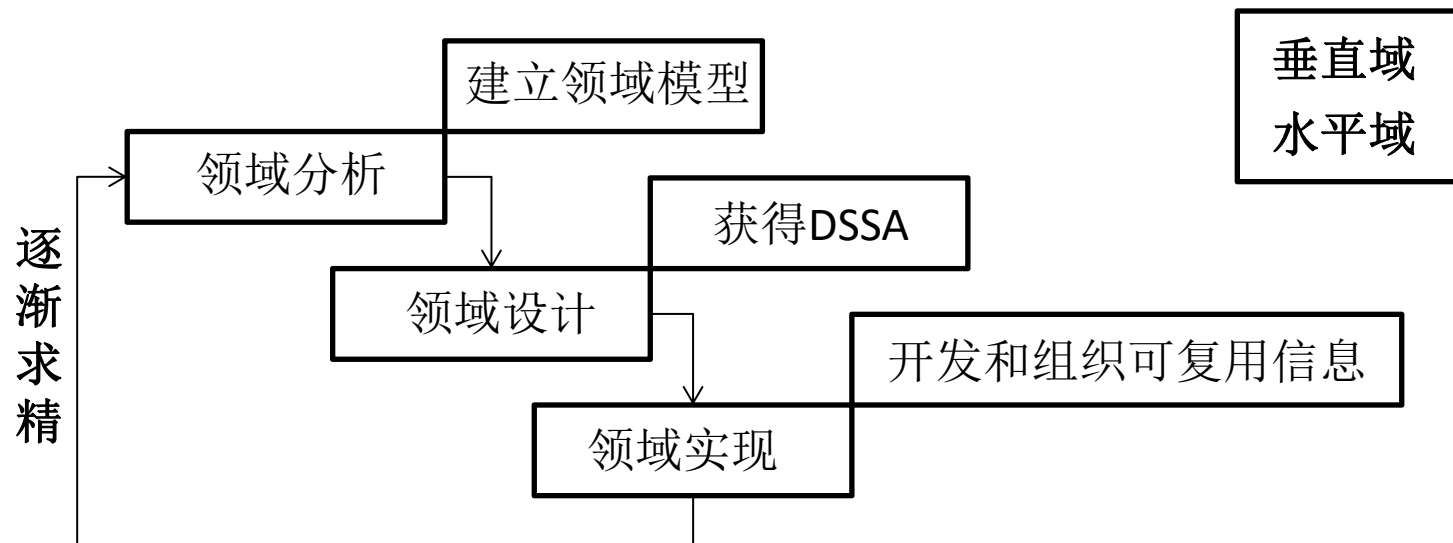 建立领域模型
领域分析
获得DSSA
领域设计
开发和组织可复用信息
领域实现
逐渐求精
垂直域
水平域